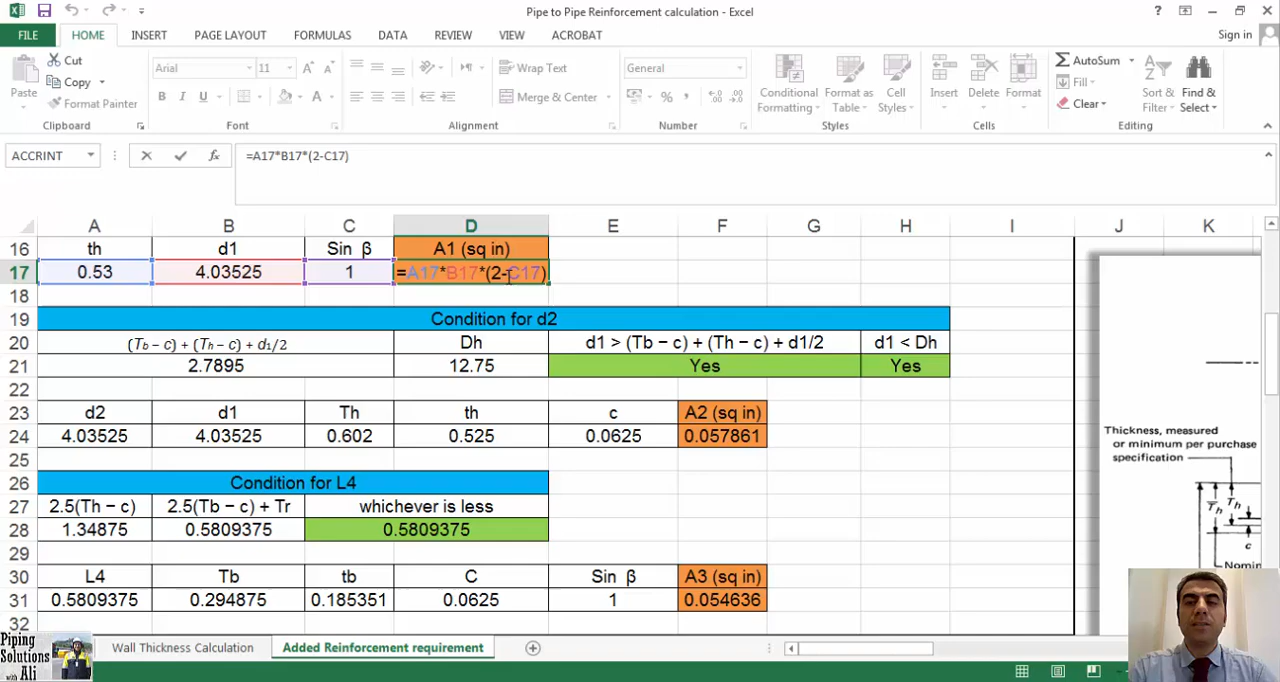 Pipe to Pipe Reinforcement calculation - Excel
FILE HOME INSERT PAGE LAYOUT FORMULAS DATA REVIEW VIEW ACROBAT Sign in
Cut
Copy
Format Painter
Paste
Clipboard
Arial 11
B I U
Font
Wrap Text
Merge & Center
Alignment
General
Number
Conditional Formatting
Format as Table
Cell Styles
Styles
Insert Delete Format
Cells
AutoSum
Fill
Clear
Sort & Filter
Find & Select
Editing
ACCRINT fx =A17*B17*(2-C17)
A B C D E F G H I J K
16 th d1 Sin β A1 (sq in)
17 0.53 4.03525 1 =A17*B17*(2-C17)
18
19 Condition for d2
20 (Tb − c) + (Th − c) + d1/2 Dh d1 > (Tb − c) + (Th − c) + d1/2 d1 < Dh
21 2.7895 12.75 Yes Yes
22
23 d2 d1 Th th c A2 (sq in)
24 4.03525 4.03525 0.602 0.525 0.0625 0.057861
25
26 Condition for L4
27 2.5(Th − c) 2.5(Tb − c) + Tr whichever is less
28 1.34875 0.5809375 0.5809375
29
30 L4 Tb tb C Sin β A3 (sq in)
31 0.5809375 0.294875 0.185351 0.0625 1 0.054636
32
Thickness, measured
or minimum per purchase
specification
Th Th
c
Wall Thickness Calculation Added Reinforcement requirement
Piping
Solutions
with Ali